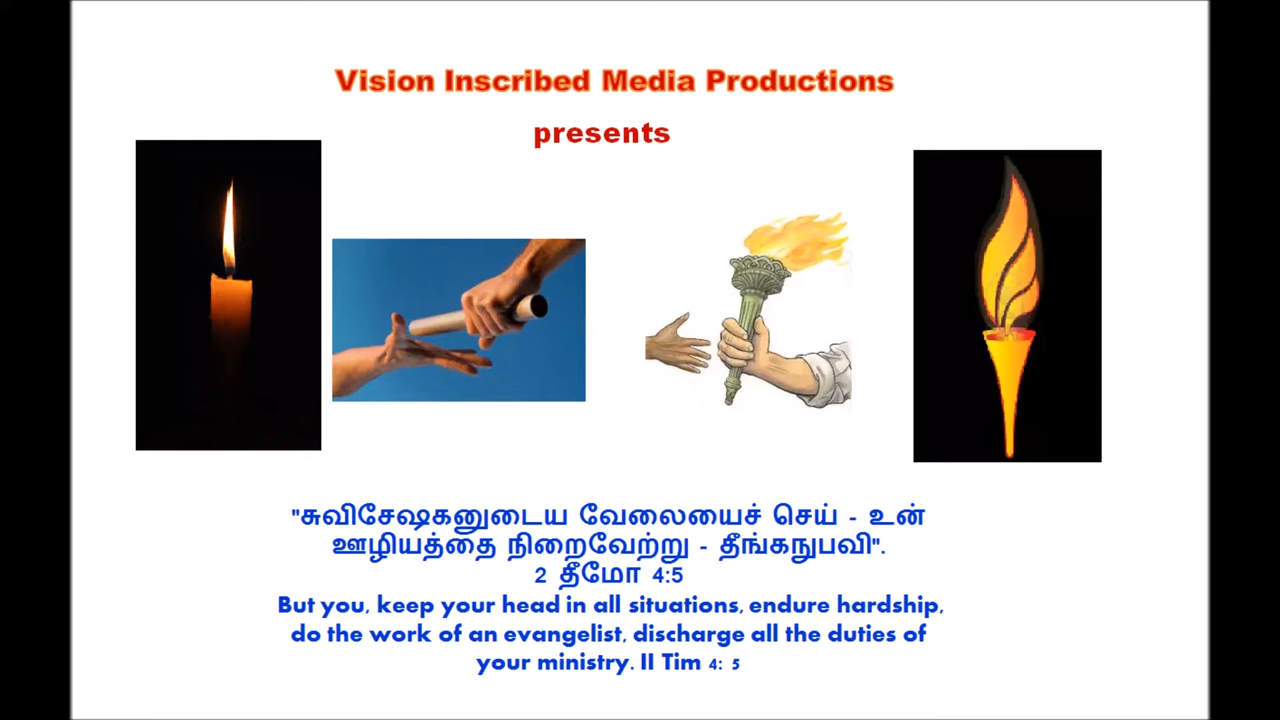 Vision Inscribed Media Productions
presents
"சுவிசேஷகனுடைய வேலையைச் செய் - உன்
ஊழியத்தை நிறைவேற்று - தீங்கநுபவி".
2 தீமோ 4:5
But you, keep your head in all situations, endure hardship,
do the work of an evangelist, discharge all the duties of
your ministry. II Tim 4: 5